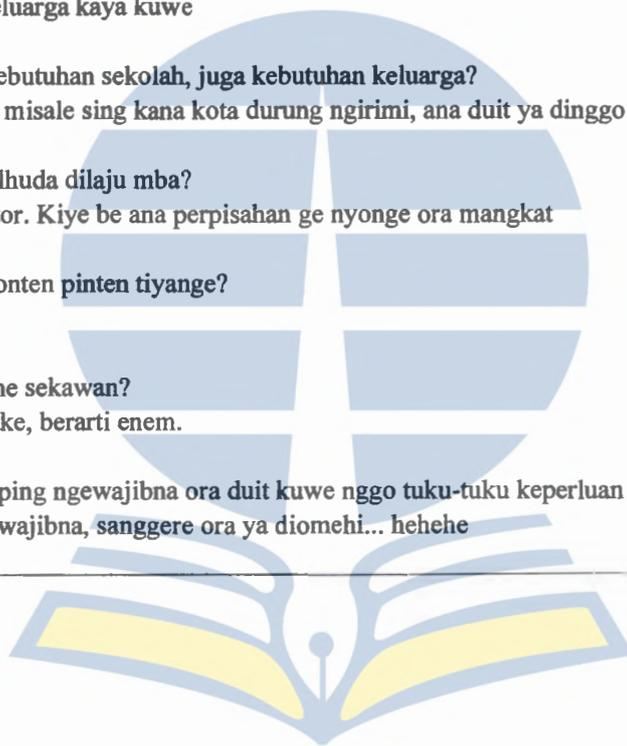 eluarga kaya kuwe
ebutuhan sekolah, juga kebutuhan keluarga?
misale sing kana kota durung ngirimi, ana duit ya dinggo
lhuda dilaju mba?
or. Kiye be ana perpisahan ge nyonge ora mangkat
onten pinten tiyange?
ne sekawan?
ke, berarti enem.
ping ngewajibna ora duit kuwe nggo tuku-tuku keperluan
wajibna, sanggere ora ya diomehi... hehehe